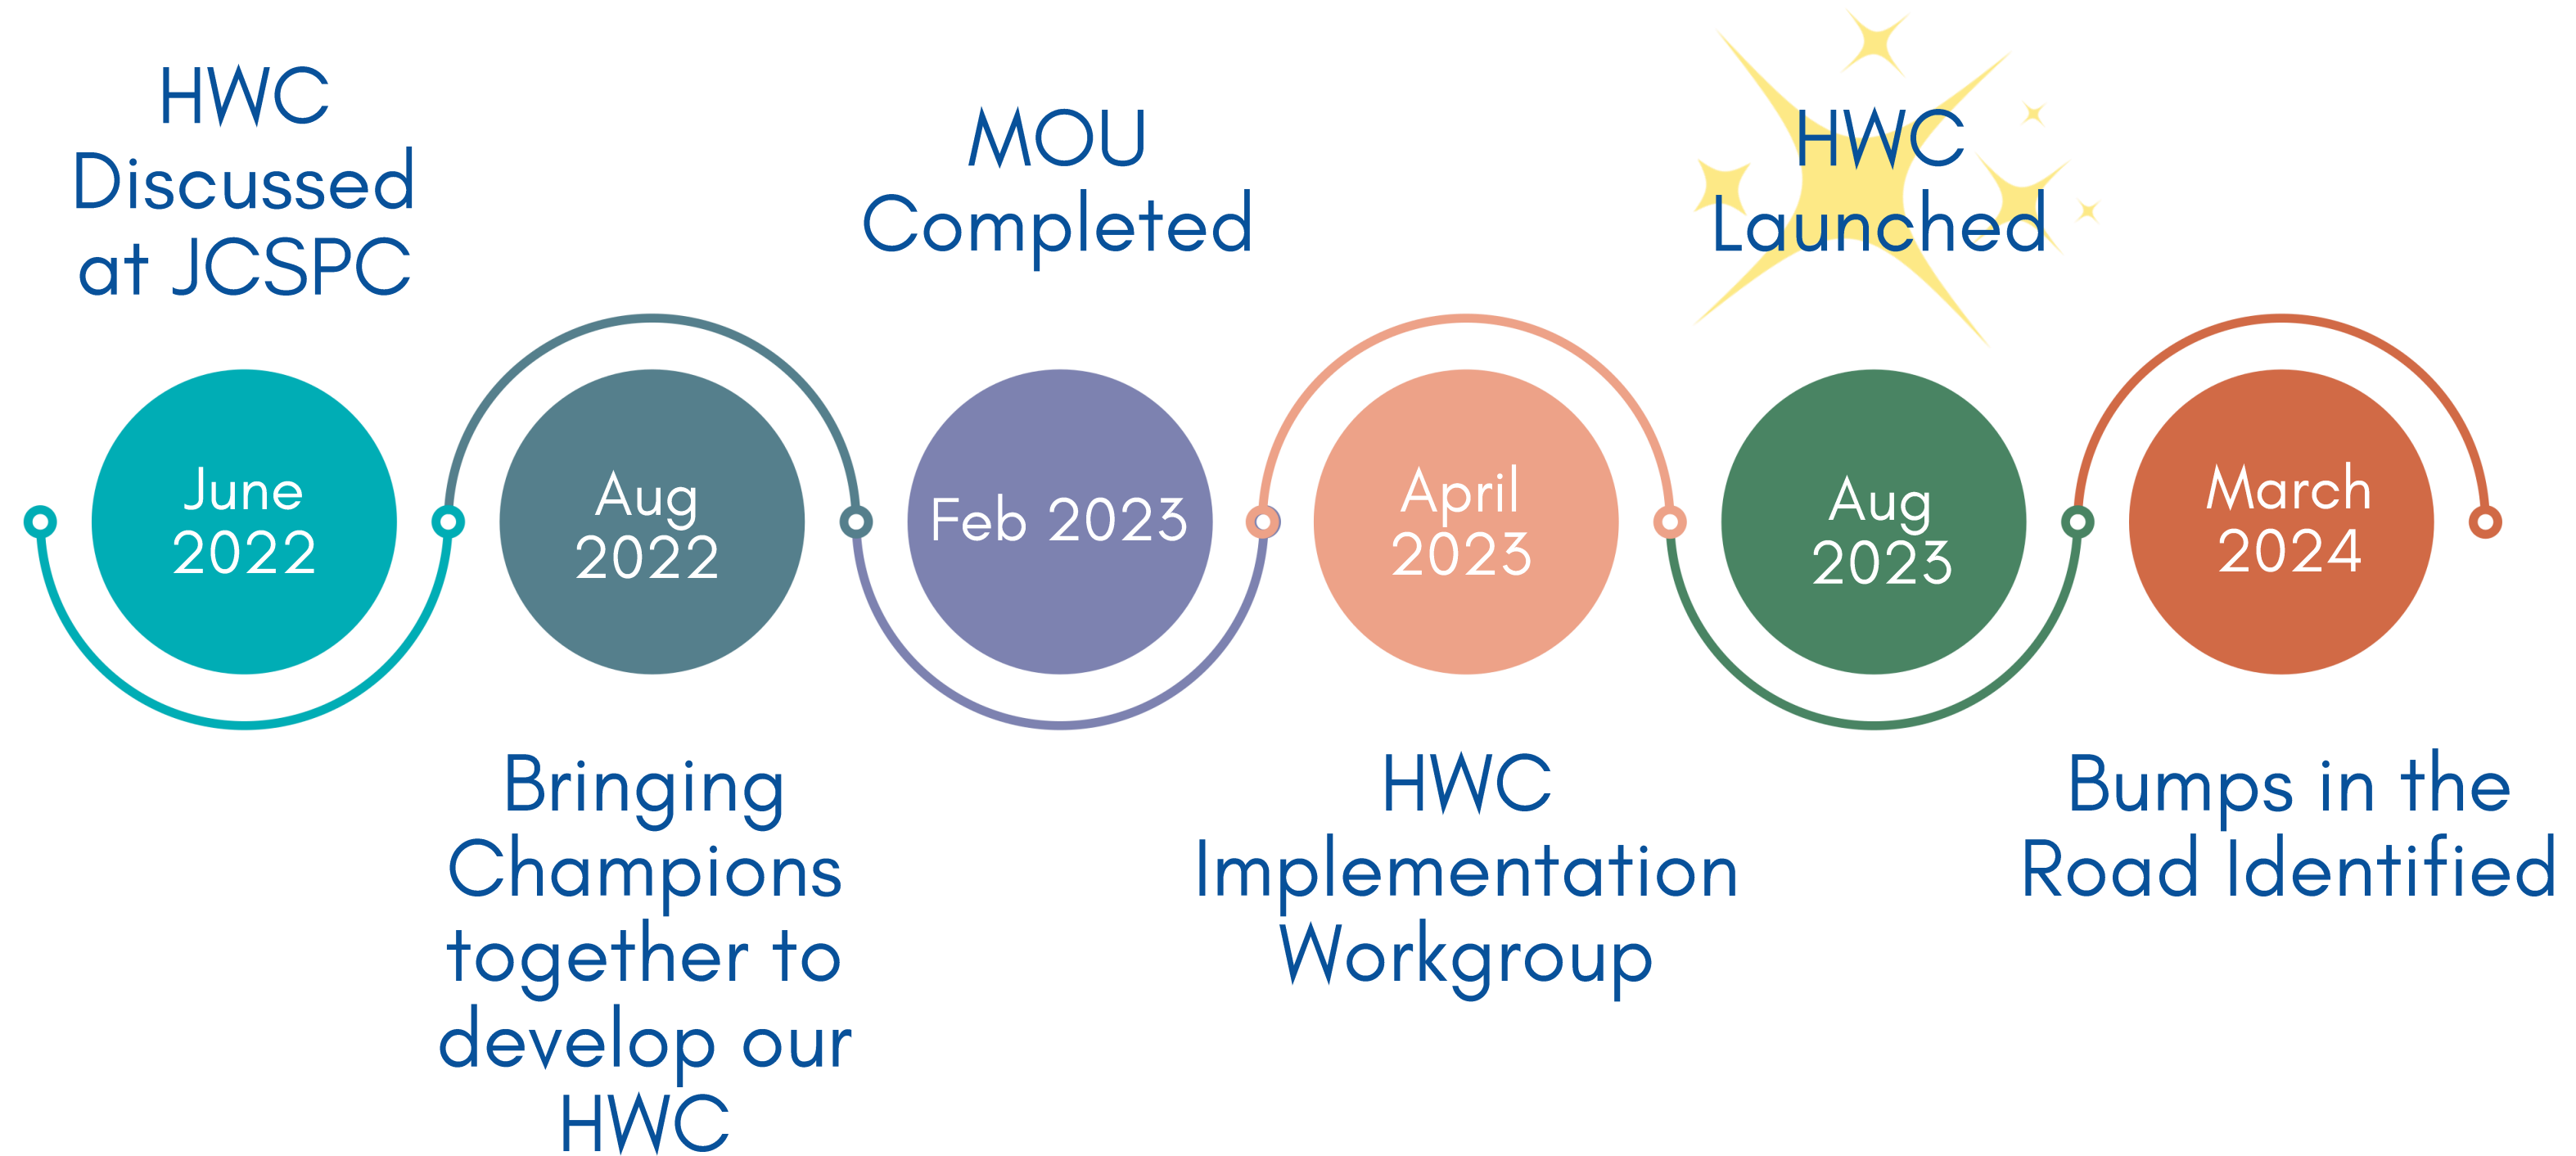 HWC
Discussed
at JCSPC
June
2022
Bringing
Champions
together to
develop our
HWC
Aug
2022
MOU
Completed
Feb 2023
HWC
Implementation
Workgroup
April
2023
HWC
Launched
Aug
2023
Bumps in the
Road Identified
March
2024